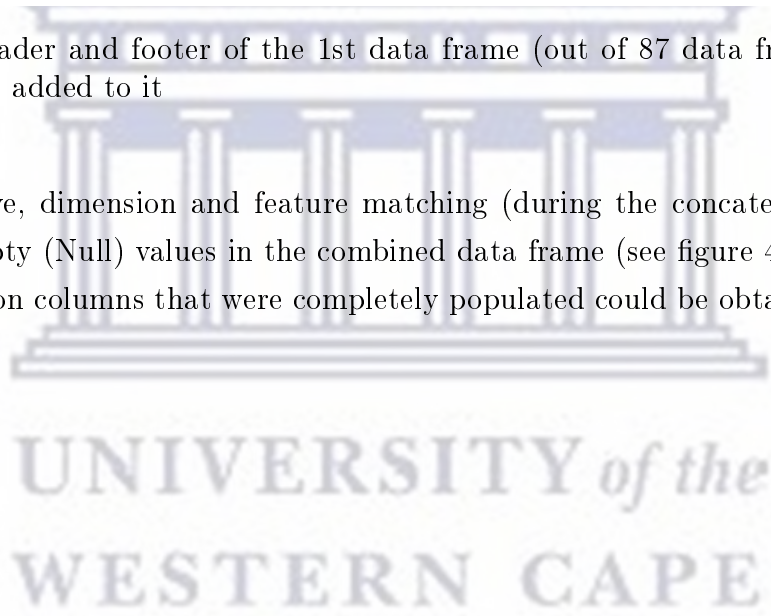 ader and footer of the 1st data frame (out of 87 data fr
added to it
ve, dimension and feature matching (during the concate
pty (Null) values in the combined data frame (see figure 4
on columns that were completely populated could be obta
UNIVERSITY of the
WESTERN CAPE